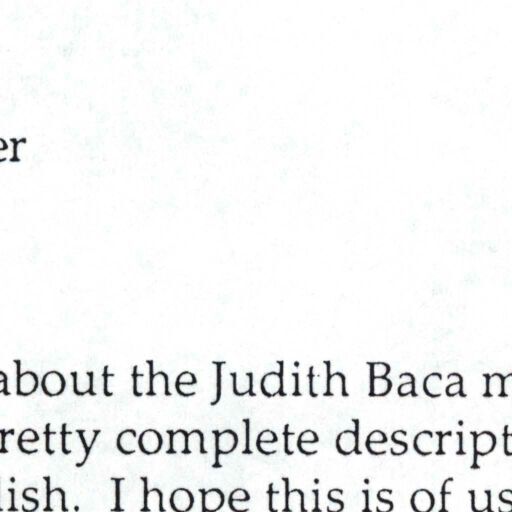 er
about the Judith Baca m
retty complete descript
lish.  I hope this is of us